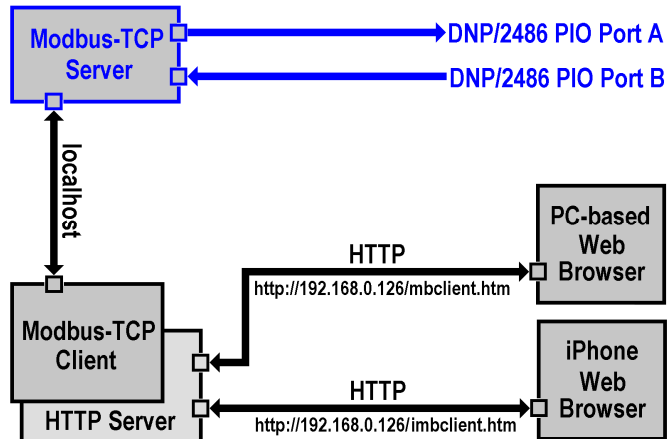 Modbus-TCP
Server
DNP/2486 PIO Port A
DNP/2486 PIO Port B
localhost
PC-based
Web
Browser
HTTP
http://192.168.0.126/mbclient.htm
Modbus-TCP
Client
HTTP Server
iPhone
Web
Browser
HTTP
http://192.168.0.126/imbclient.htm